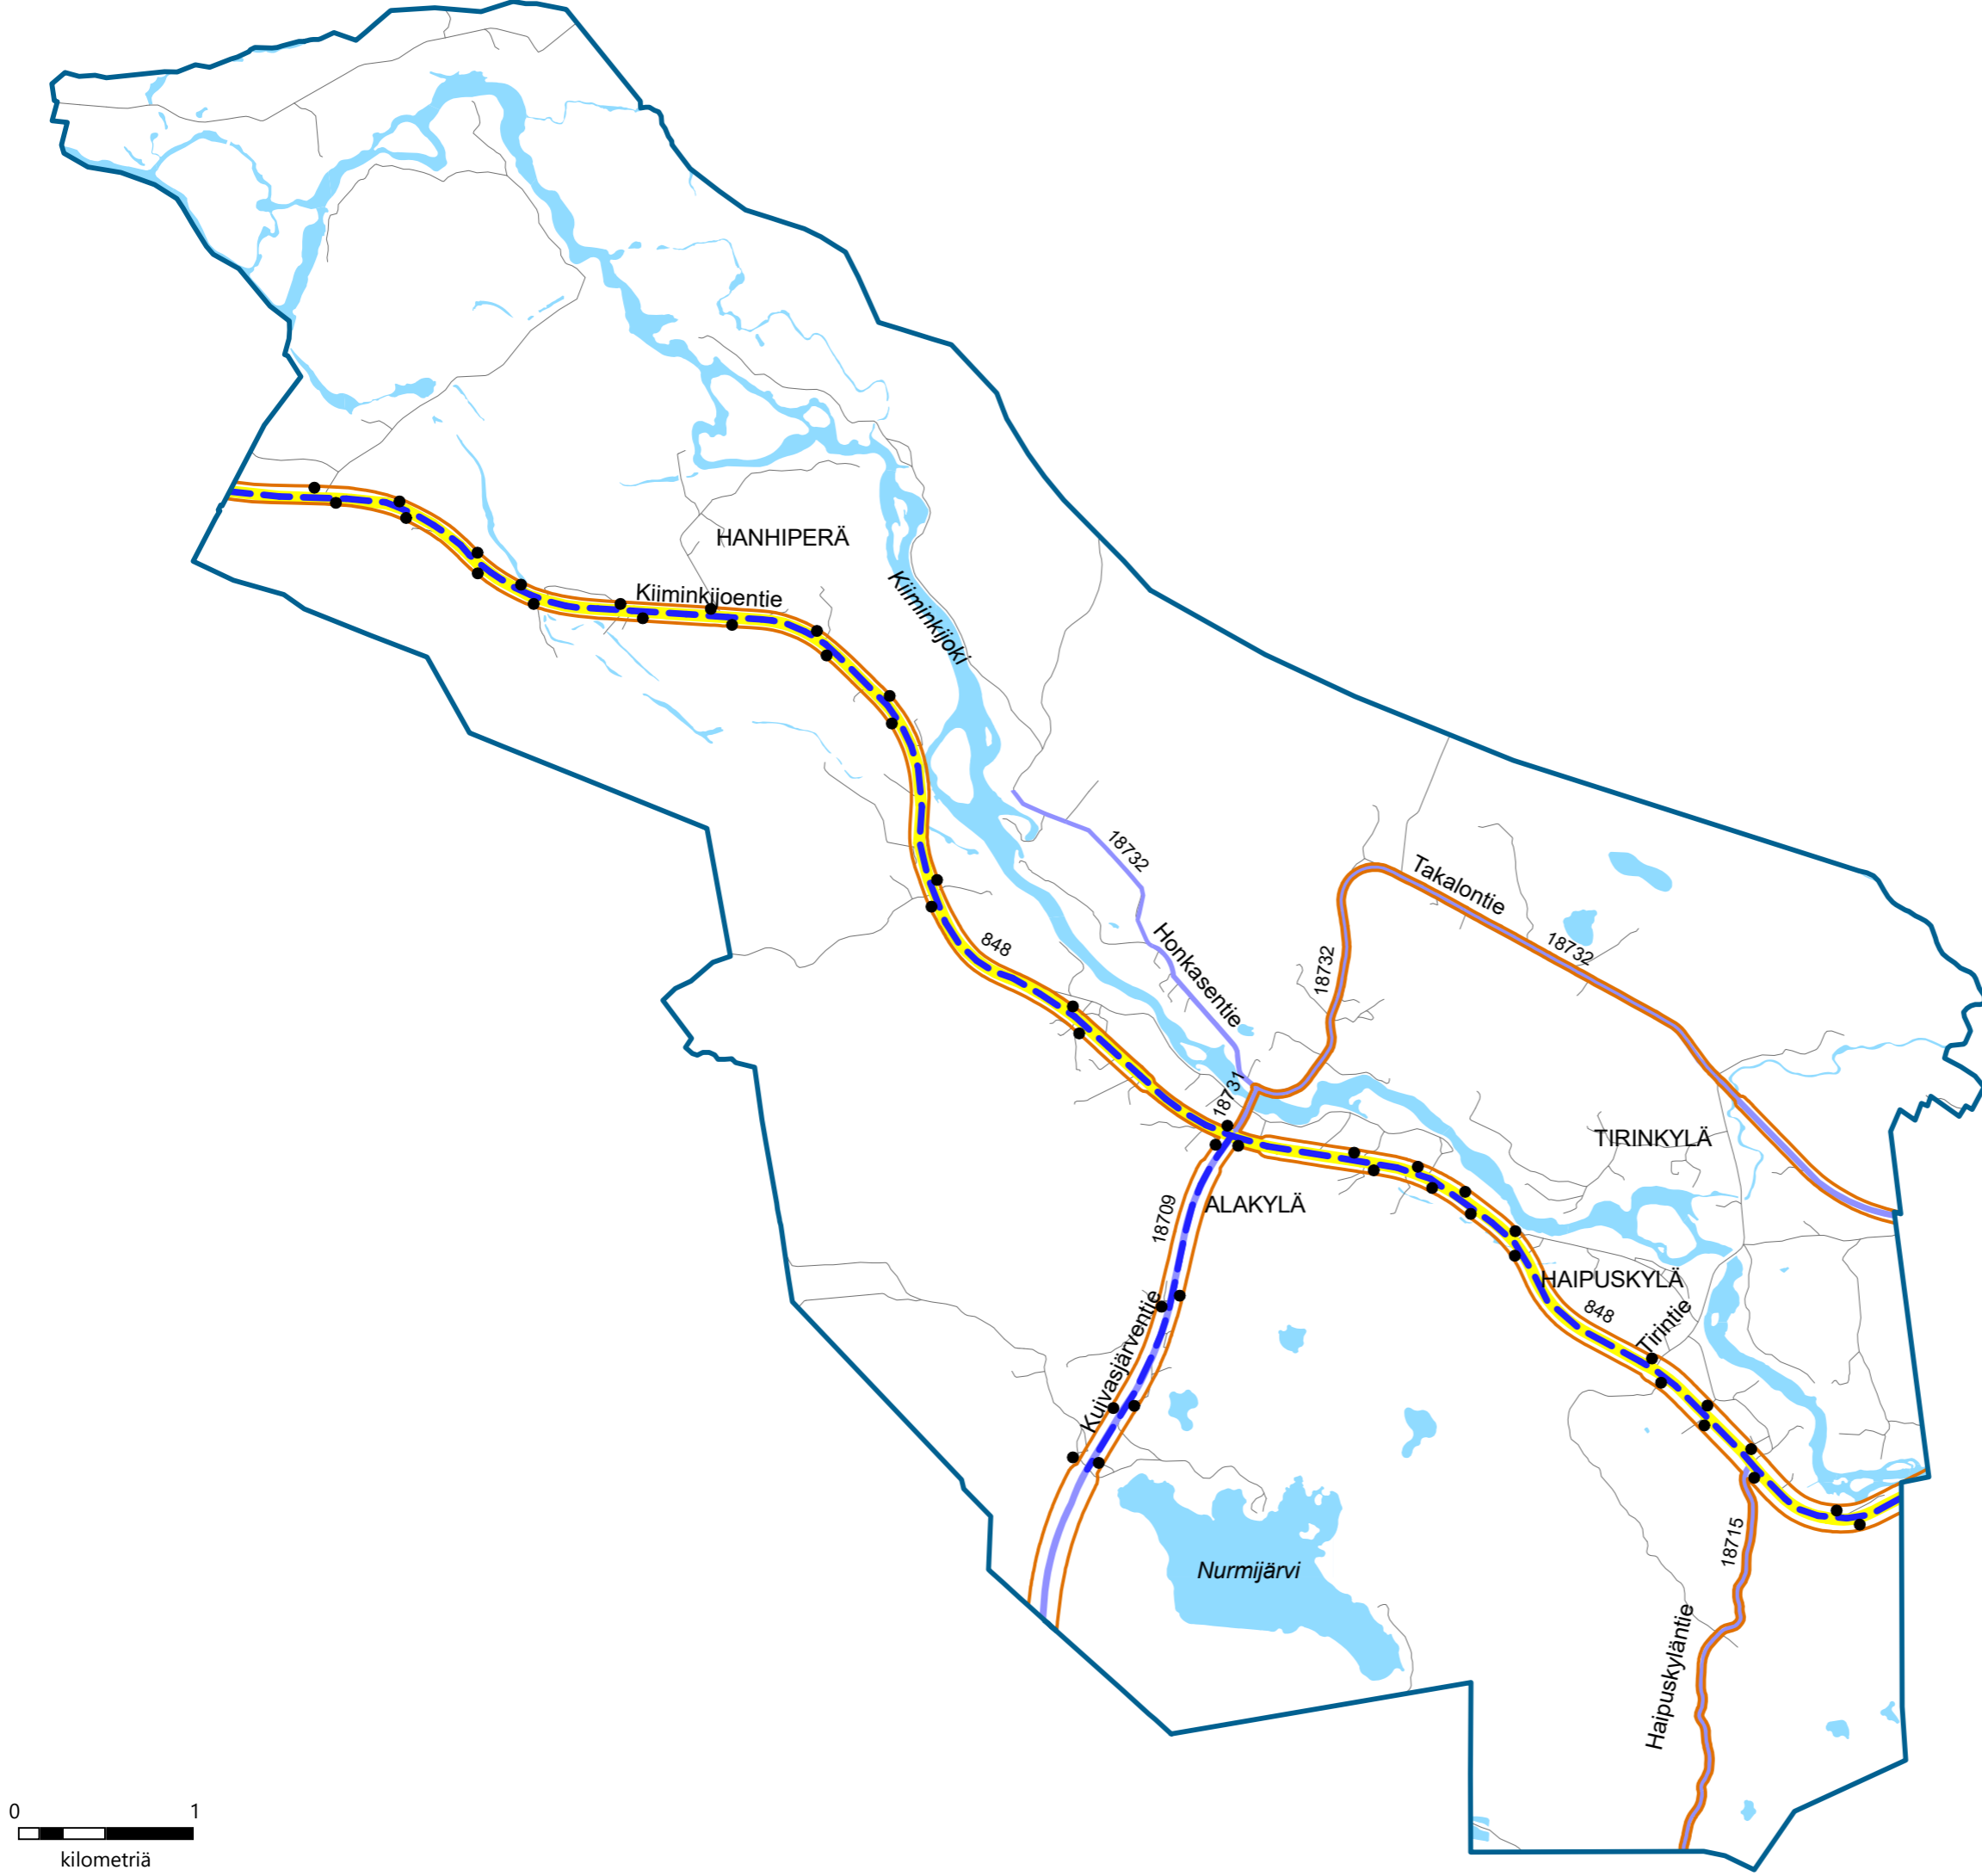 HANHIPERÄ
Kiiminkijoentie
Kiiminkijoki
18732
Takalontie
Honkasentie
848
18732
18732
18731
TIRINKYLÄ
18709
ALAKYLÄ
HAIPUSKYLÄ
848
Tirintie
Kuivasjärventie
18715
Nurmijärvi
Haipuskyläntie
0 1
kilometriä